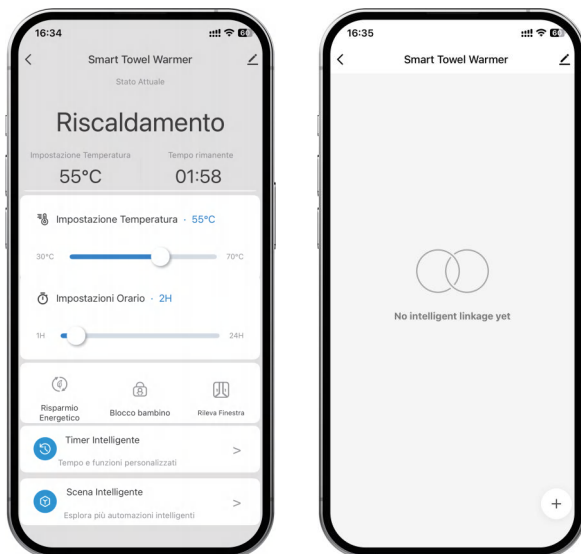 16:34
Smart Towel Warmer
Stato Attuale
Riscaldamento
Impostazione Temperatura
Tempo rimanente
55°C
01:58
Impostazione Temperatura · 55°C
30°C
70°C
Impostazioni Orario · 2H
1H
24H
Risparmio
Energetico
Blocco bambino
Rileva Finestra
Timer Intelligente
>
Tempo e funzioni personalizzati
Scena Intelligente
>
Esplora più automazioni intelligenti
16:35
Smart Towel Warmer
No intelligent linkage yet
+